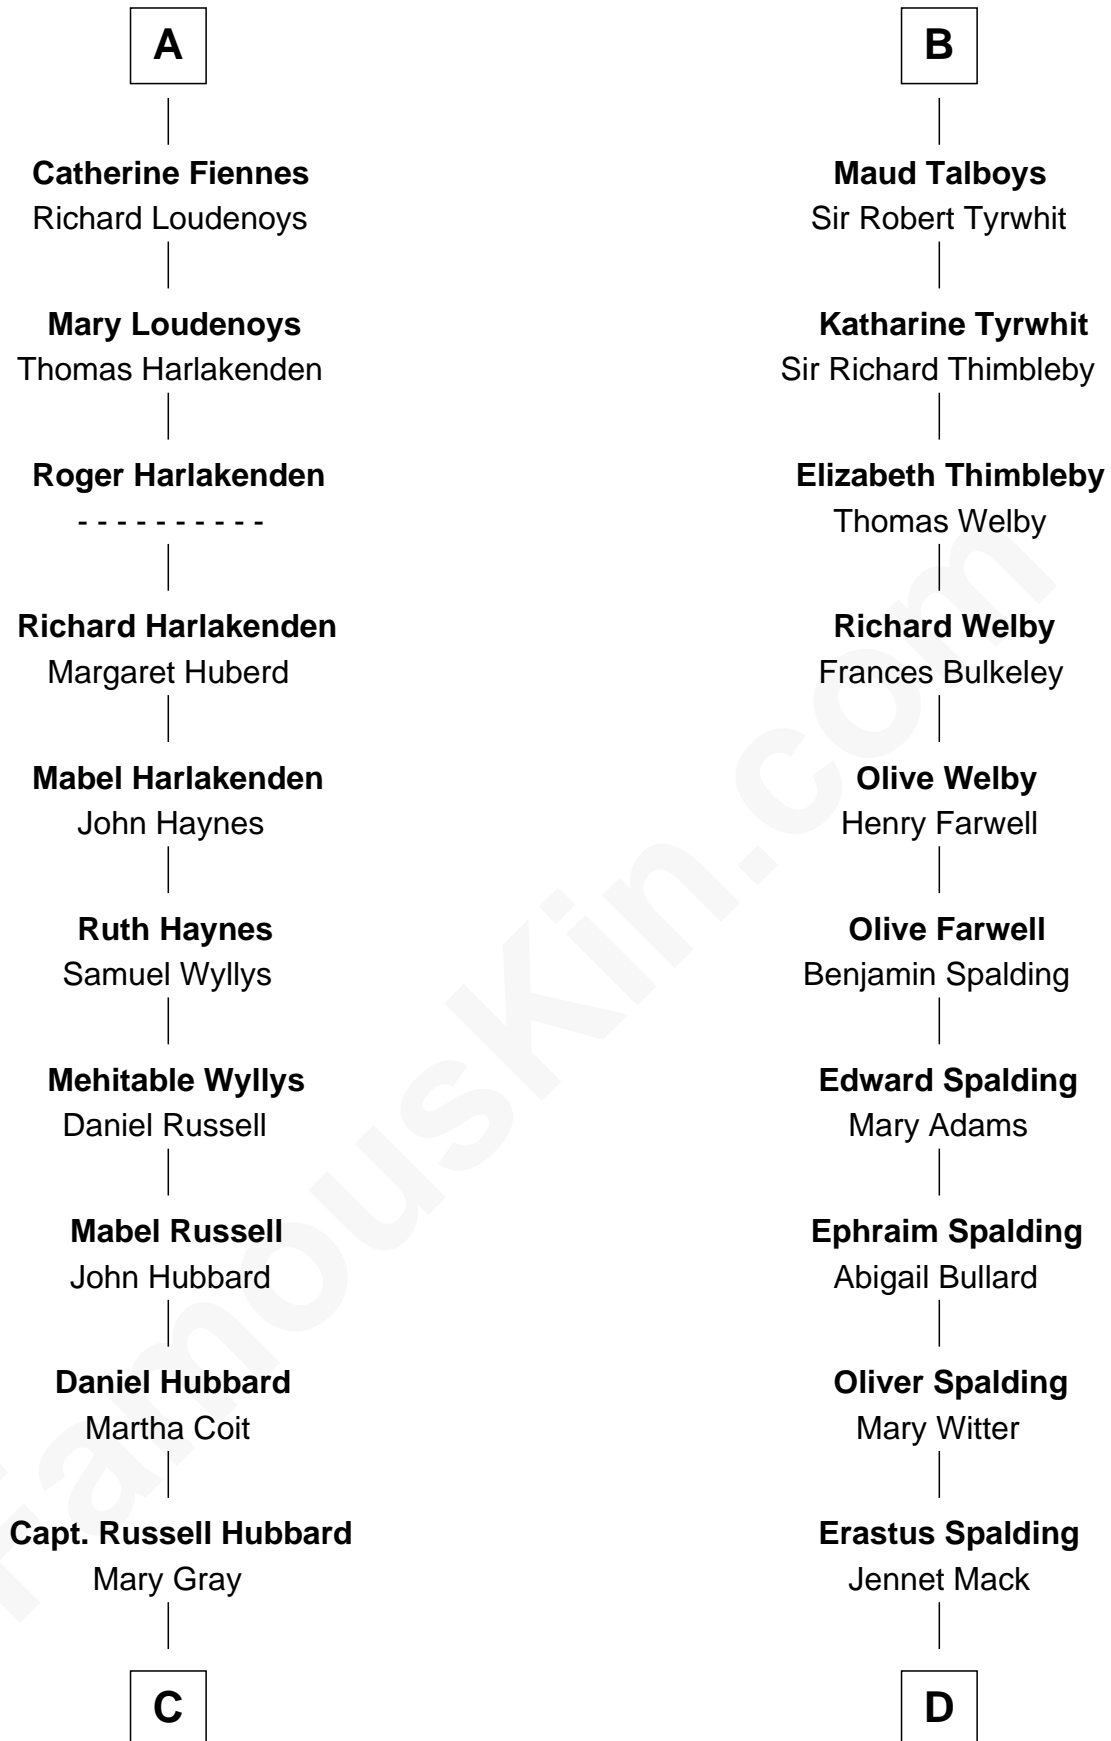 A
Catherine Fiennes
Richard Loudenoys
Mary Loudenoys
Thomas Harlakenden
Roger Harlakenden
- - - - - - - - - -
Richard Harlakenden
Margaret Huberd
Mabel Harlakenden
John Haynes
Ruth Haynes
Samuel Wyllys
Mehitable Wyllys
Daniel Russell
Mabel Russell
John Hubbard
Daniel Hubbard
Martha Coit
Capt. Russell Hubbard
Mary Gray
C
B
Maud Talboys
Sir Robert Tyrwhit
Katharine Tyrwhit
Sir Richard Thimbleby
Elizabeth Thimbleby
Thomas Welby
Richard Welby
Frances Bulkeley
Olive Welby
Henry Farwell
Olive Farwell
Benjamin Spalding
Edward Spalding
Mary Adams
Ephraim Spalding
Abigail Bullard
Oliver Spalding
Mary Witter
Erastus Spalding
Jennet Mack
D
FamousKin.com